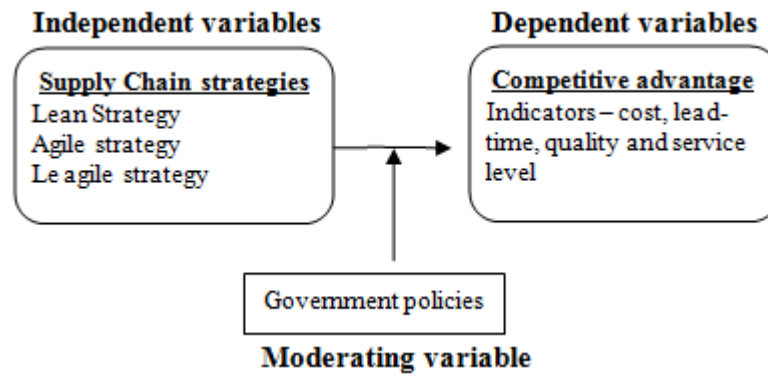 Independent variables
Dependent variables
Supply Chain strategies
Lean Strategy
Agile strategy
Le agile strategy
Competitive advantage
Indicators – cost, lead-
time, quality and service
level
Government policies
Moderating variable